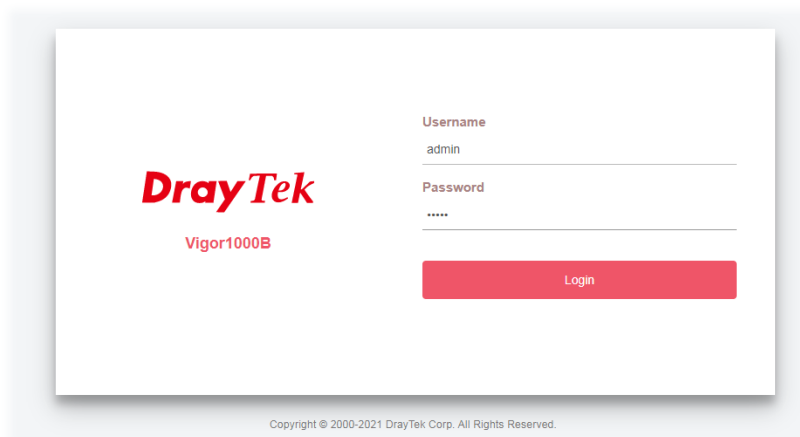 Username
admin
Password
•••••
DrayTek
Vigor1000B
Login
Copyright © 2000-2021 DrayTek Corp. All Rights Reserved.